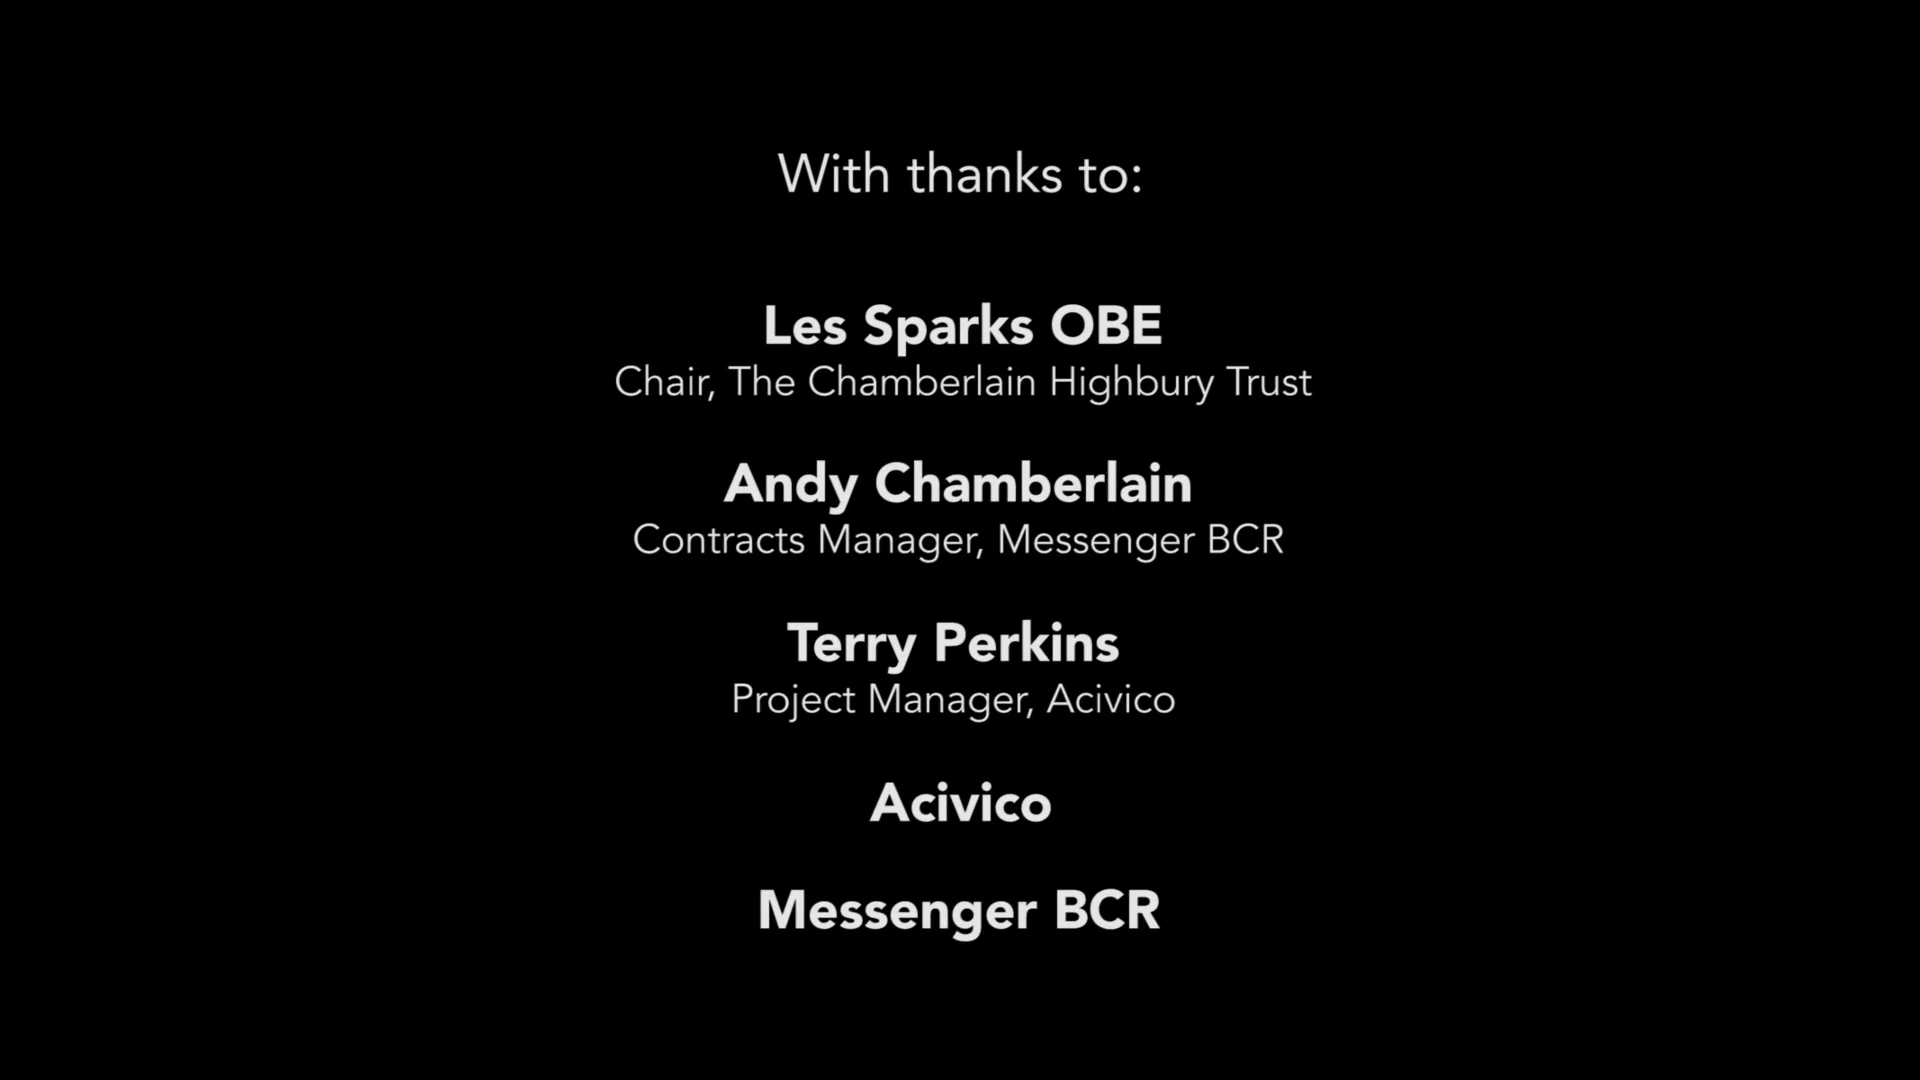 With thanks to:
Les Sparks OBE
Chair, The Chamberlain Highbury Trust
Andy Chamberlain
Contracts Manager, Messenger BCR
Terry Perkins
Project Manager, Acivico
Acivico
Messenger BCR